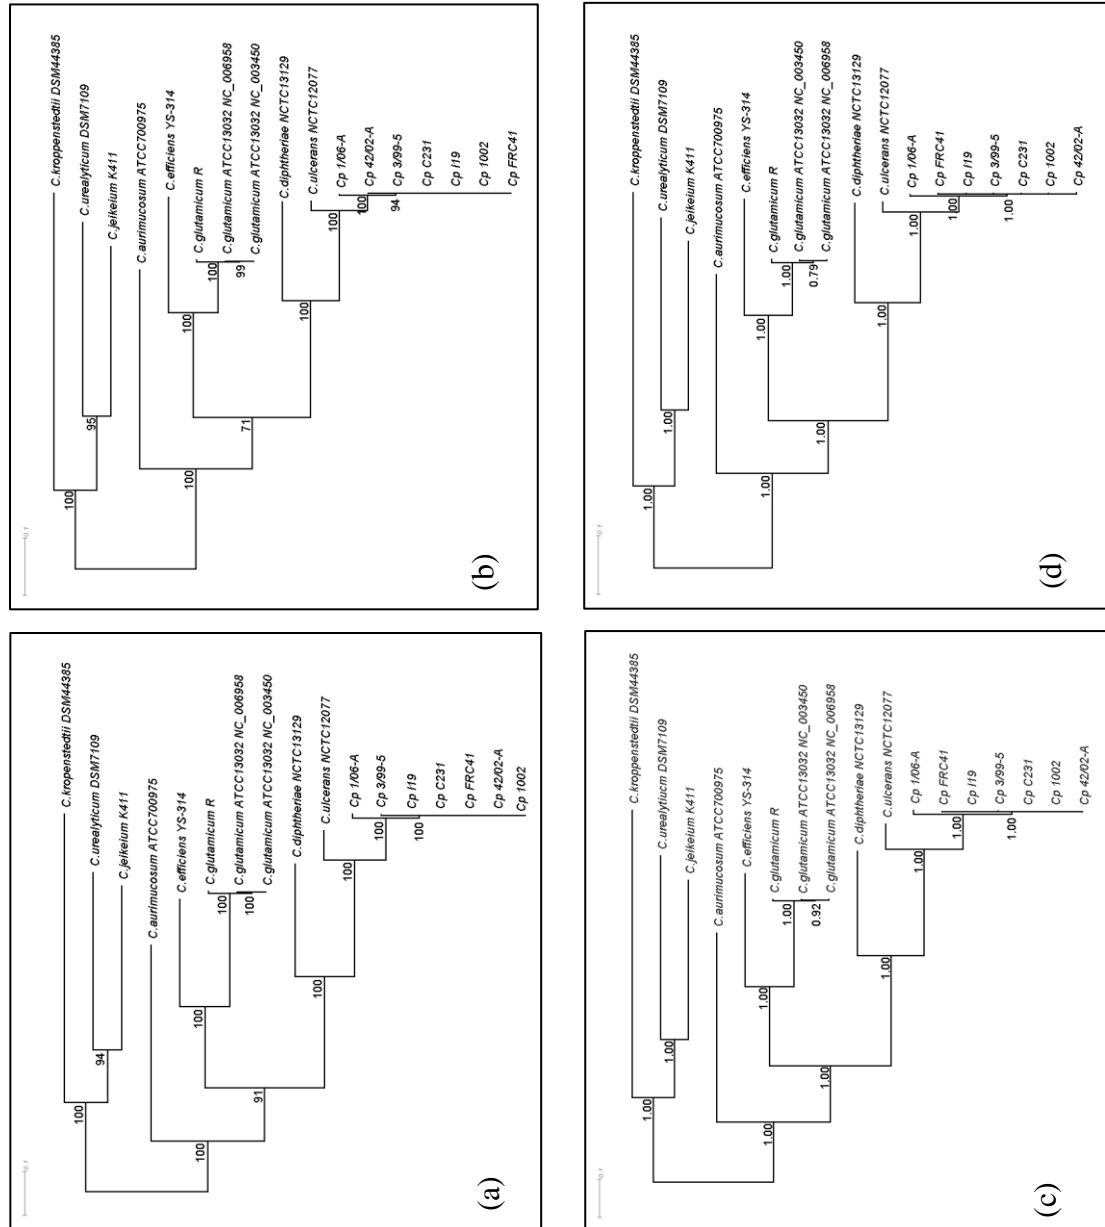 (a)
C.kroppenstedtii DSM44385
C.urealyticum DSM7109
C.jeikeium K411
C.aurimucosum ATCC700975
C.efficiens YS-314
C.glutamicum R
C.glutamicum ATCC13032 NC_006958
C.glutamicum ATCC13032 NC_003450
C.diphtheriae NCTC13129
C.ulcerans NCTC12077
Cp 1/06-A
Cp 3/99-5
Cp I19
Cp C231
Cp FRC41
Cp 42/02-A
Cp 1002
100
94
100
91
100
100
100
100
100
100
100
(b)
C.kroppenstedtii DSM44385
C.urealyticum DSM7109
C.jeikeium K411
C.aurimucosum ATCC700975
C.efficiens YS-314
C.glutamicum R
C.glutamicum ATCC13032 NC_006958
C.glutamicum ATCC13032 NC_003450
C.diphtheriae NCTC13129
C.ulcerans NCTC12077
Cp 1/06-A
Cp 42/02-A
Cp 3/99-5
Cp C231
Cp I19
Cp 1002
Cp FRC41
100
95
100
71
100
100
99
100
100
100
94
(c)
C.kroppenstedtii DSM44385
C.urealytiucm DSM7109
C.jeikeium K411
C.aurimucosum ATCC700975
C.efficiens YS-314
C.glutamicum R
C.glutamicum ATCC13032 NC_003450
C.glutamicum ATCC13032 NC_006958
C.diphtheriae NCTC13129
C.ulcerans NCTC12077
Cp 1/06-A
Cp FRC41
Cp I19
Cp 3/99-5
Cp C231
Cp 1002
Cp 42/02-A
1.00
1.00
1.00
1.00
1.00
1.00
0.92
1.00
1.00
1.00
1.00
(d)
C.kroppenstedtii DSM44385
C.urealyticum DSM7109
C.jeikeium K411
C.aurimucosum ATCC700975
C.efficiens YS-314
C.glutamicum R
C.glutamicum ATCC13032 NC_003450
C.glutamicum ATCC13032 NC_006958
C.diphtheriae NCTC13129
C.ulcerans NCTC12077
Cp 1/06-A
Cp FRC41
Cp I19
Cp 3/99-5
Cp C231
Cp 1002
Cp 42/02-A
1.00
1.00
1.00
1.00
1.00
1.00
0.79
1.00
1.00
1.00
1.00